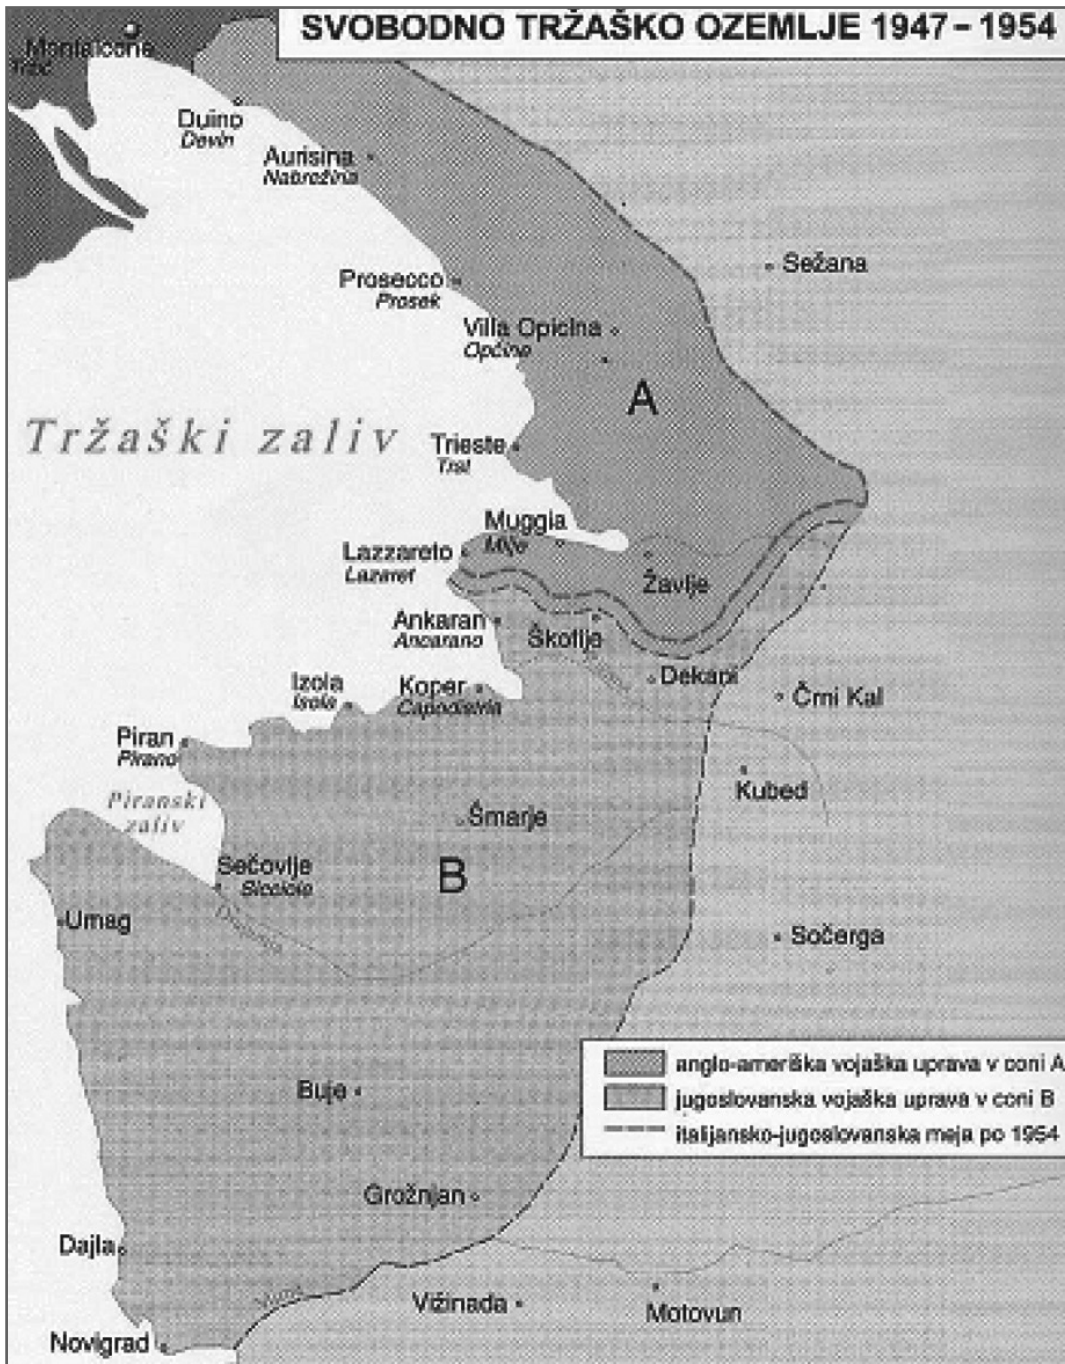 SVOBODNO TRŽAŠKO OZEMLJE 1947 – 1954
Monfalcone
Duino
Devin
Aurisina
Nabrežina
Prosecco
Prosek
Sežana
Villa Opicina
Opčine
A
Tržaški zaliv
Trieste
Trst
Muggia
Milje
Lazzareto
Lazaret
Žavlje
Ankaran
Ancarano
Škofije
Dekani
Izola
Isola
Koper
Capodistria
Črni Kal
Piran
Pirano
Piranski
zaliv
Kubed
Šmarje
Sečovlje
Sicciole
B
Umag
Sočerga
anglo-ameriška vojaška uprava v coni A
jugoslovanska vojaška uprava v coni B
italijansko-jugoslovanska meja po 1954
Buje
Grožnjan
Dajla
Vižinada
Motovun
Novigrad